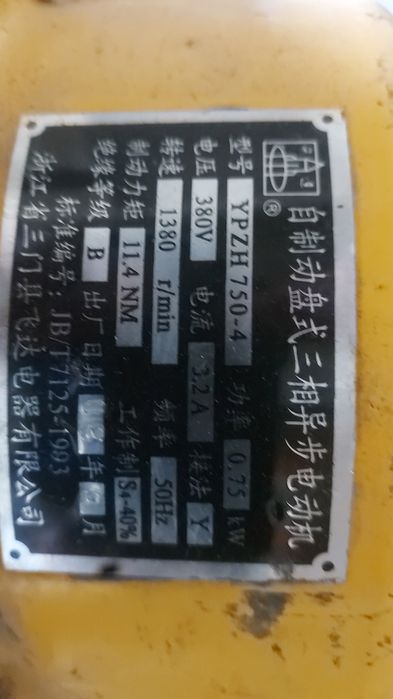 自制动盘式三相异步电动机
®
型号 YPZH 750-4 功率 0.75 kW
电压 380V 电流 3.2 A 接法 Y
转速 1380 r/min 频率 50Hz
制动力矩 11.4 NM 工作制 S₄-40%
绝缘等级 B 出厂日期 年 月
标准编号：JB/T7125-1993
浙江省三门县飞达电器有限公司